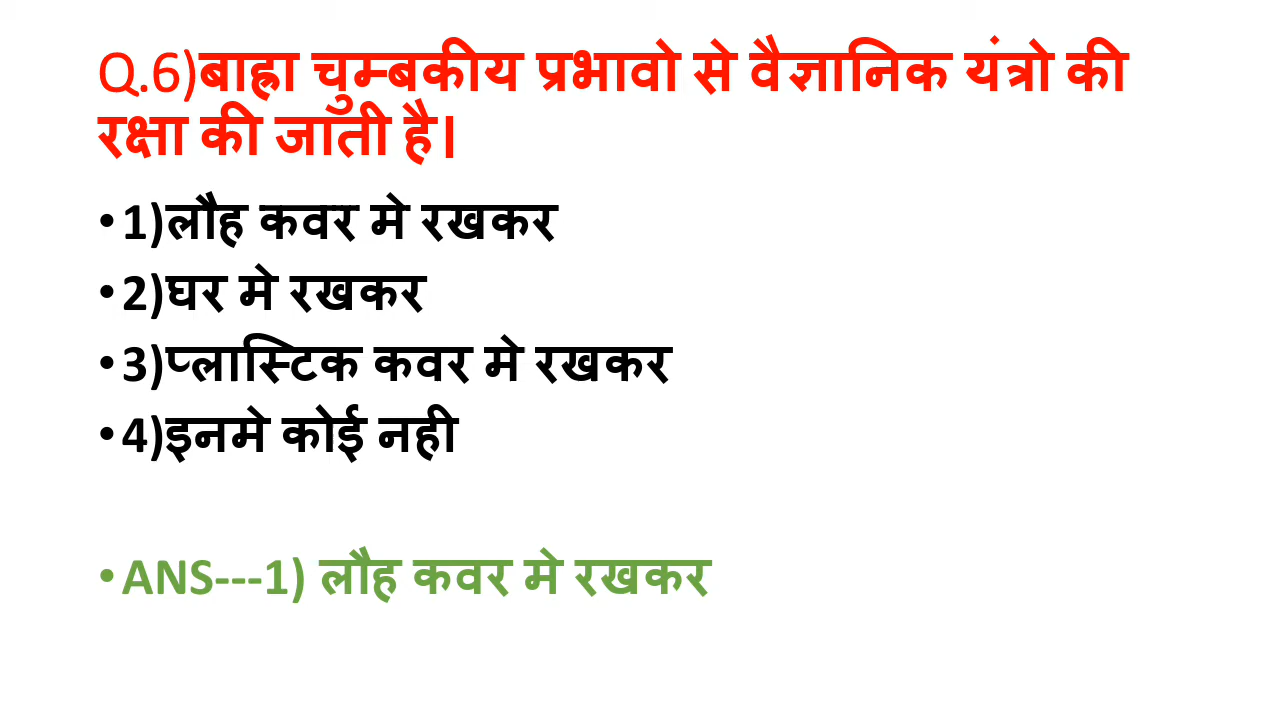 Q.6)बाह्रा चुम्बकीय प्रभावो से वैज्ञानिक यंत्रो की
रक्षा की जाती है।
•1)लौह कवर मे रखकर
•2)घर मे रखकर
•3)प्लास्टिक कवर मे रखकर
•4)इनमे कोई नही
•ANS---1) लौह कवर मे रखकर